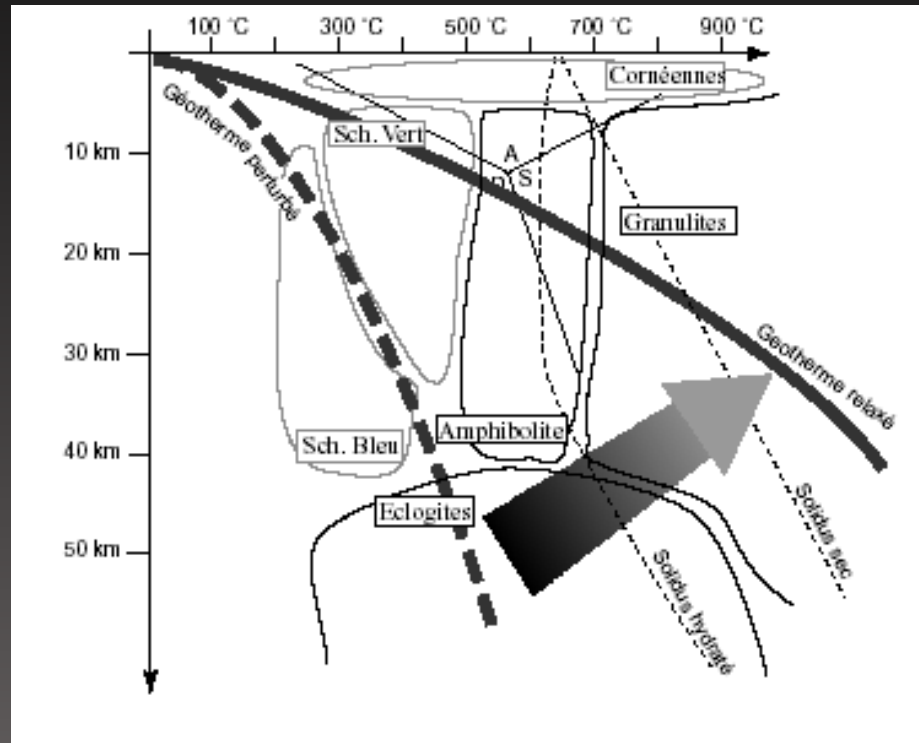 100 °C 300 °C 500 °C 700 °C 900 °C
Cornéennes
Géotherme perturbé
Sch. Vert
10 km
A
D S
Granulites
20 km
30 km
Geotherme relaxé
Amphibolite
Sch. Bleu
40 km
Eclogites
Solidus sec
50 km
Solidus hydraté